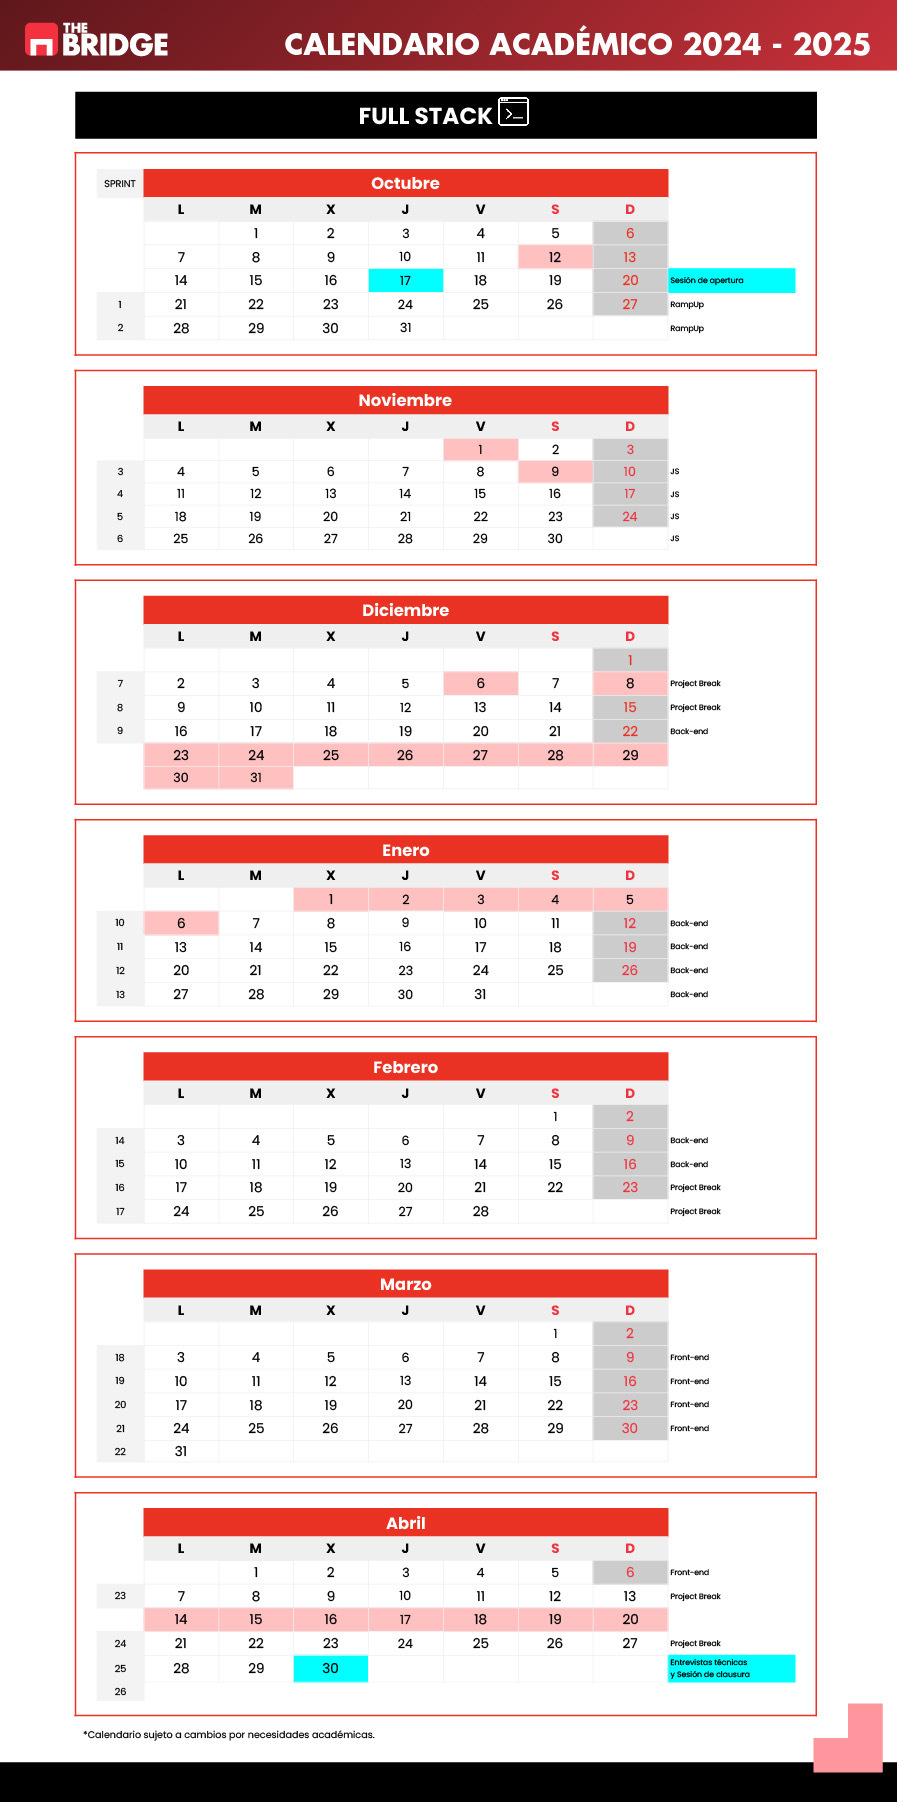 THE
BRIDGE
CALENDARIO ACADÉMICO 2024 - 2025
FULL STACK
SPRINT Octubre
L M X J V S D
1 2 3 4 5 6
7 8 9 10 11 12 13
14 15 16 17 18 19 20 Sesión de apertura
1 21 22 23 24 25 26 27 RampUp
2 28 29 30 31 RampUp
Noviembre
L M X J V S D
1 2 3
3 4 5 6 7 8 9 10 JS
4 11 12 13 14 15 16 17 JS
5 18 19 20 21 22 23 24 JS
6 25 26 27 28 29 30 JS
Diciembre
L M X J V S D
1
7 2 3 4 5 6 7 8 Project Break
8 9 10 11 12 13 14 15 Project Break
9 16 17 18 19 20 21 22 Back-end
23 24 25 26 27 28 29
30 31
Enero
L M X J V S D
1 2 3 4 5
10 6 7 8 9 10 11 12 Back-end
11 13 14 15 16 17 18 19 Back-end
12 20 21 22 23 24 25 26 Back-end
13 27 28 29 30 31 Back-end
Febrero
L M X J V S D
1 2
14 3 4 5 6 7 8 9 Back-end
15 10 11 12 13 14 15 16 Back-end
16 17 18 19 20 21 22 23 Project Break
17 24 25 26 27 28 Project Break
Marzo
L M X J V S D
1 2
18 3 4 5 6 7 8 9 Front-end
19 10 11 12 13 14 15 16 Front-end
20 17 18 19 20 21 22 23 Front-end
21 24 25 26 27 28 29 30 Front-end
22 31
Abril
L M X J V S D
1 2 3 4 5 6 Front-end
23 7 8 9 10 11 12 13 Project Break
14 15 16 17 18 19 20
24 21 22 23 24 25 26 27 Project Break
25 28 29 30 Entrevistas técnicas
y Sesión de clausura
26
*Calendario sujeto a cambios por necesidades académicas.